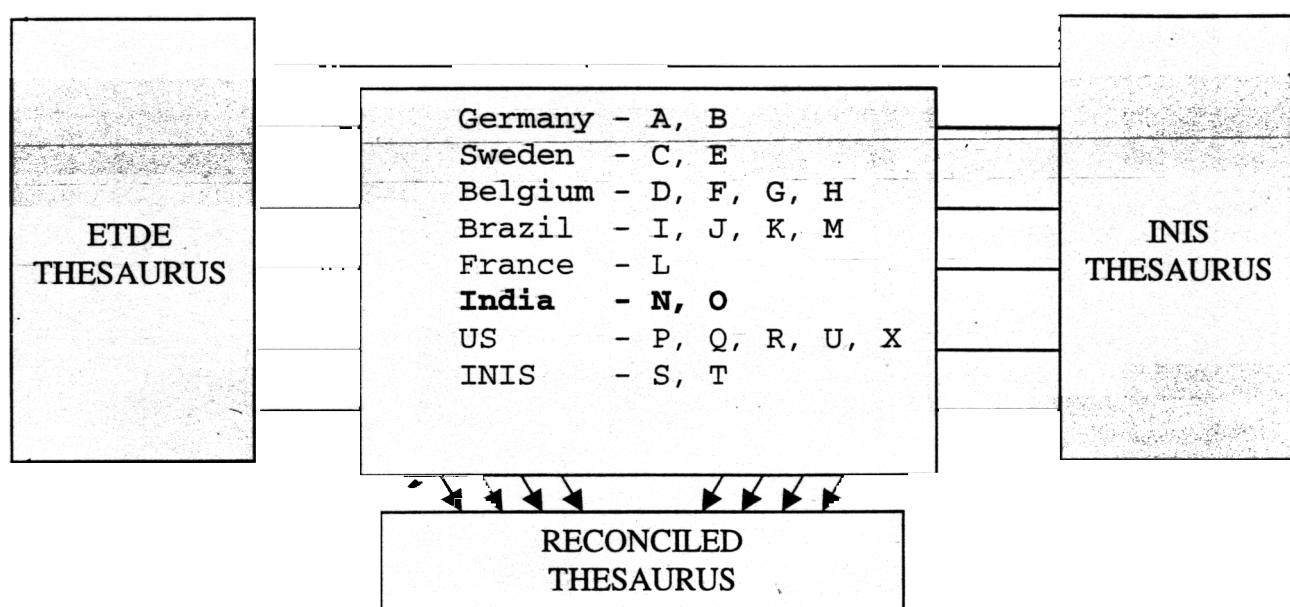 ETDE
THESAURUS
Germany - A, B
Sweden - C, E
Belgium - D, F, G, H
Brazil - I, J, K, M
France - L
India - N, O
US - P, Q, R, U, X
INIS - S, T
INIS
THESAURUS
RECONCILED
THESAURUS